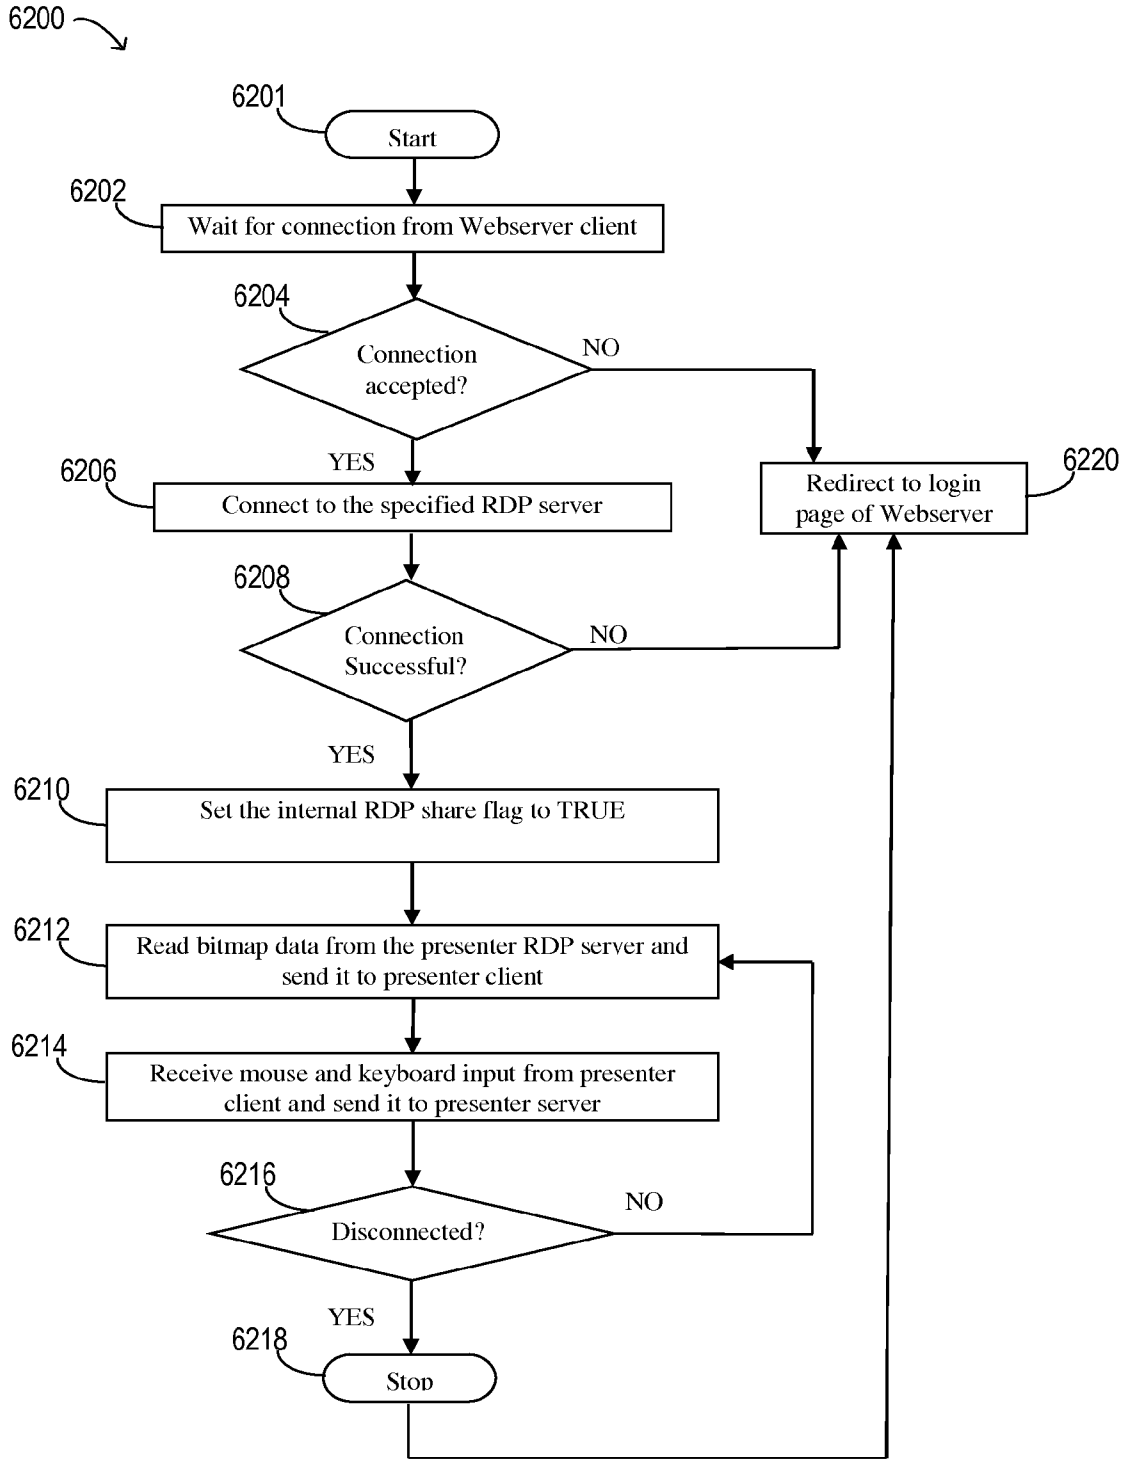 6200
6201
Start
6202
Wait for connection from Webserver client
6204
Connection
accepted?
NO
YES
6206
Connect to the specified RDP server
6220
Redirect to login
page of Webserver
6208
Connection
Successful?
NO
YES
6210
Set the internal RDP share flag to TRUE
6212
Read bitmap data from the presenter RDP server and
send it to presenter client
6214
Receive mouse and keyboard input from presenter
client and send it to presenter server
6216
Disconnected?
NO
YES
6218
Stop